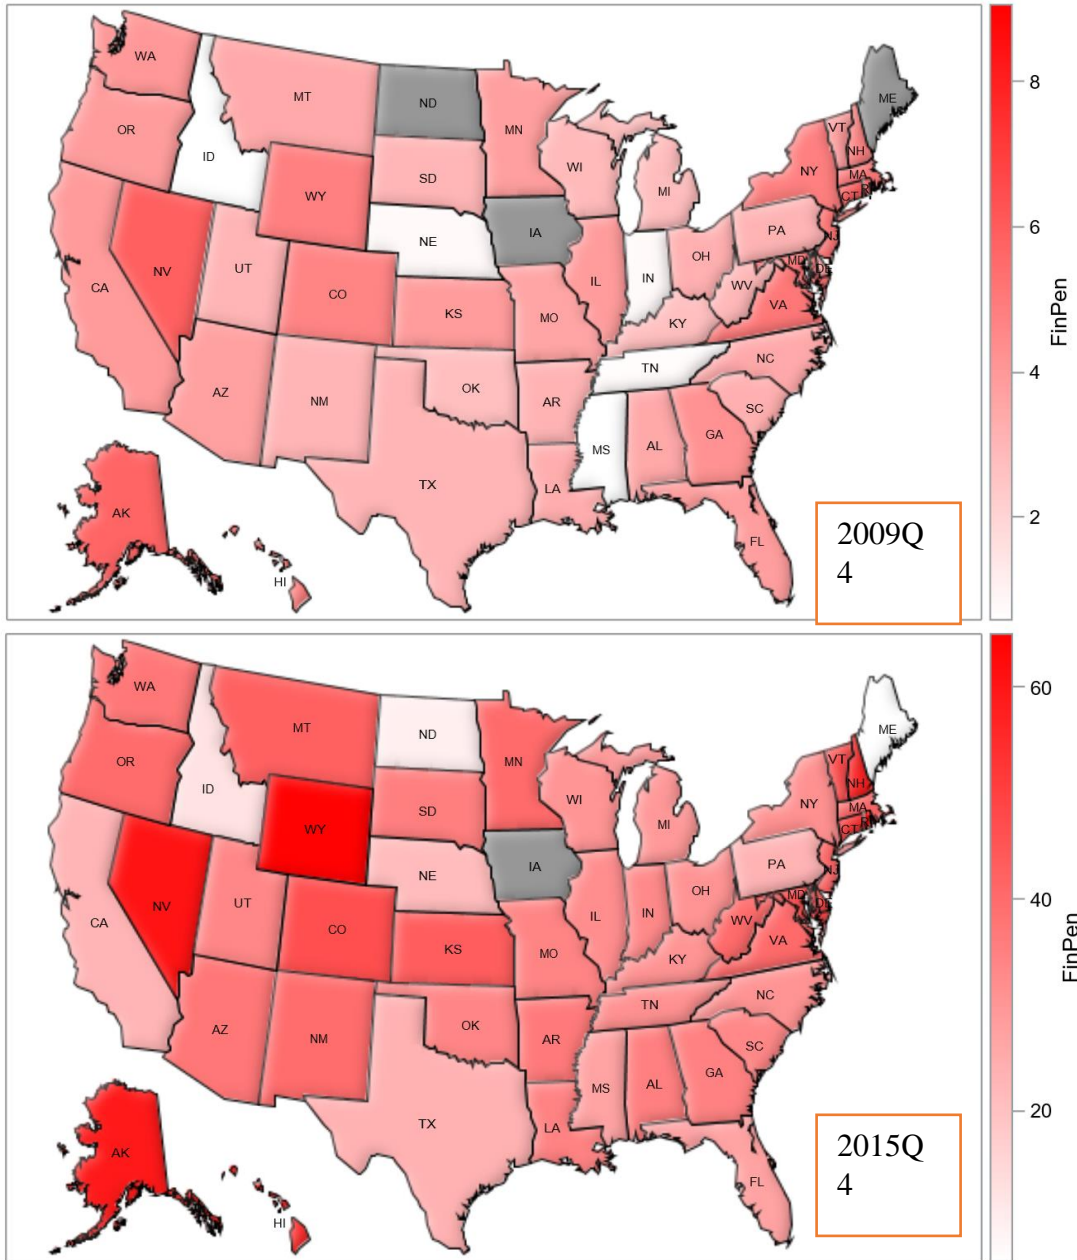 WA
MT
ND
MN
OR
ID
WY
SD
WI
MI
VT
NH
ME
NY
MA
CT
NV
UT
CO
NE
IA
IL
IN
OH
PA
NJ
MD
DE
WV
VA
CA
KS
MO
KY
AZ
NM
OK
AR
TN
NC
SC
TX
LA
MS
AL
GA
FL
AK
HI
2009Q
4
8
6
4
2
FinPen
WA
MT
ND
MN
OR
ID
WY
SD
WI
MI
VT
NH
ME
NY
MA
CT
NV
UT
CO
NE
IA
IL
IN
OH
PA
NJ
MD
DE
WV
VA
CA
KS
MO
KY
AZ
NM
OK
AR
TN
NC
SC
TX
LA
MS
AL
GA
FL
AK
HI
2015Q
4
60
40
20
FinPen